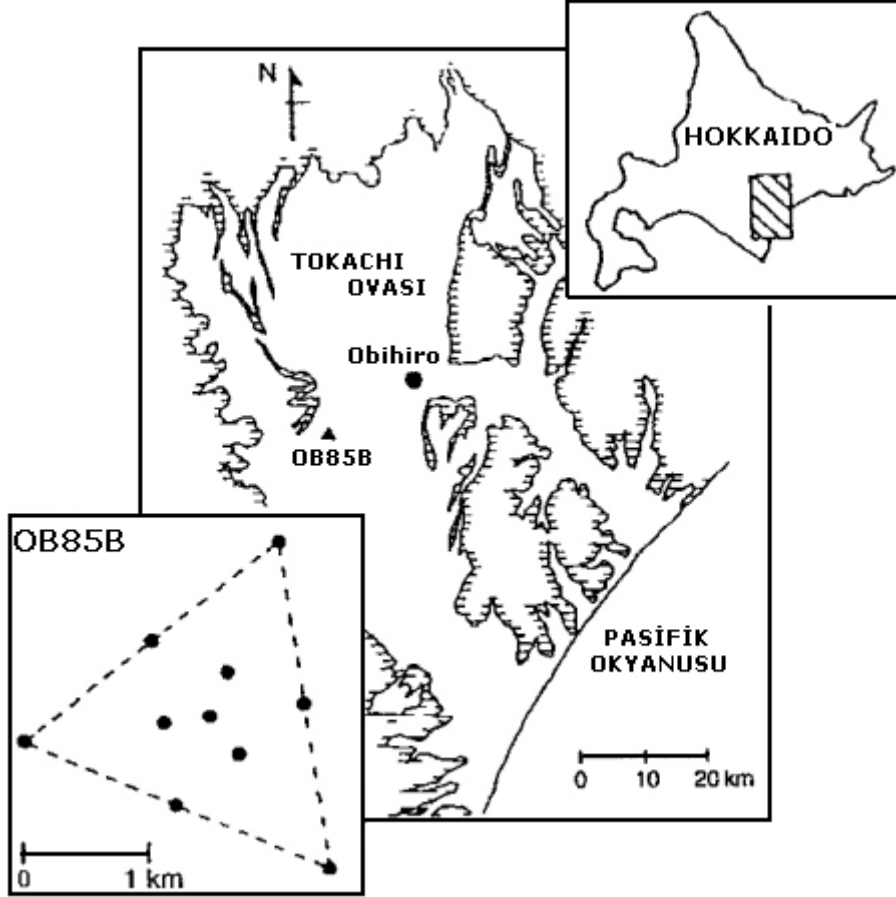 N
HOKKAIDO
TOKACHI
OVASI
Obihiro
OB85B
OB85B
PASİFİK
OKYANUSU
0 10 20 km
0 1 km